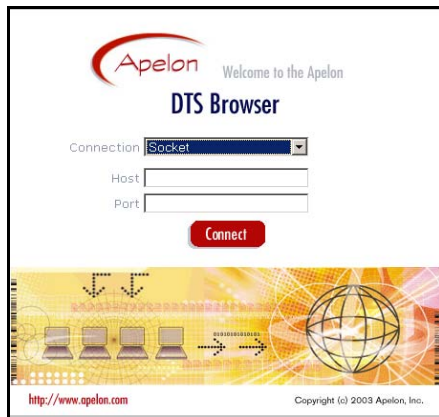 Apelon
Welcome to the Apelon
DTS Browser
Connection Socket
Host
Port
Connect
010101010101
http://www.apelon.com
Copyright (c) 2003 Apelon, Inc.